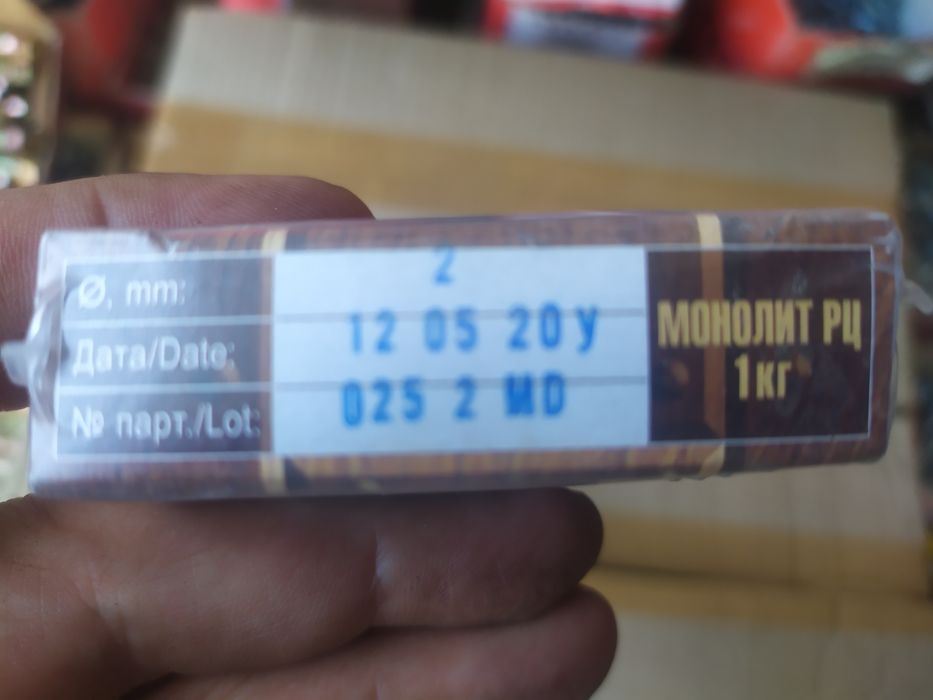 Ø, mm: 2
Дата/Date: 12 05 20У
№ парт./Lot: 025 2 MD
МОНОЛИТ РЦ
1кг